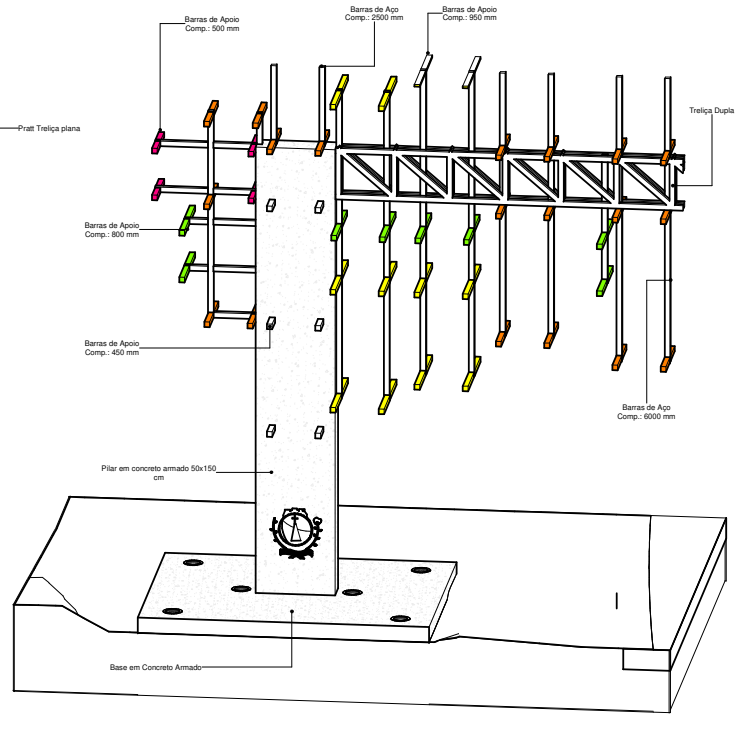 Barras de Apoio
Comp.: 500 mm
Barras de Aço
Comp.: 2500 mm
Barras de Apoio
Comp.: 950 mm
Treliça Dupla
Pratt Treliça plana
Barras de Apoio
Comp.: 800 mm
Barras de Apoio
Comp.: 450 mm
Barras de Aço
Comp.: 6000 mm
Pilar em concreto armado 50x150
cm
Base em Concreto Armado